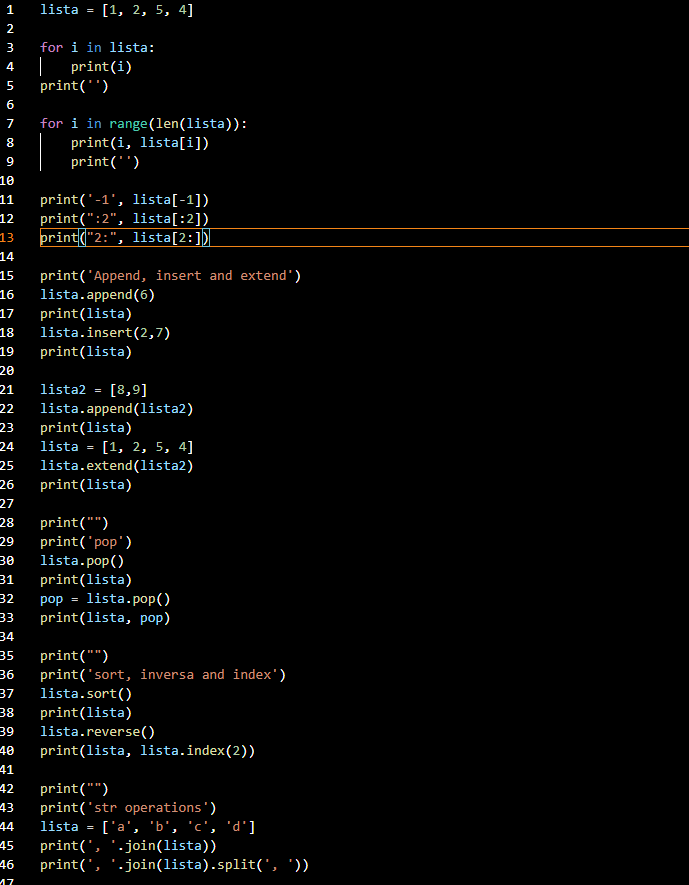 1 lista = [1, 2, 5, 4]
2
3 for i in lista:
4     print(i)
5 print('')
6
7 for i in range(len(lista)):
8     print(i, lista[i])
9     print('')
10
11 print('-1', lista[-1])
12 print(":2", lista[:2])
13 print("2:", lista[2:])
14
15 print('Append, insert and extend')
16 lista.append(6)
17 print(lista)
18 lista.insert(2,7)
19 print(lista)
20
21 lista2 = [8,9]
22 lista.append(lista2)
23 print(lista)
24 lista = [1, 2, 5, 4]
25 lista.extend(lista2)
26 print(lista)
27
28 print("")
29 print('pop')
30 lista.pop()
31 print(lista)
32 pop = lista.pop()
33 print(lista, pop)
34
35 print("")
36 print('sort, inversa and index')
37 lista.sort()
38 print(lista)
39 lista.reverse()
40 print(lista, lista.index(2))
41
42 print("")
43 print('str operations')
44 lista = ['a', 'b', 'c', 'd']
45 print(', '.join(lista))
46 print(', '.join(lista).split(', '))
47